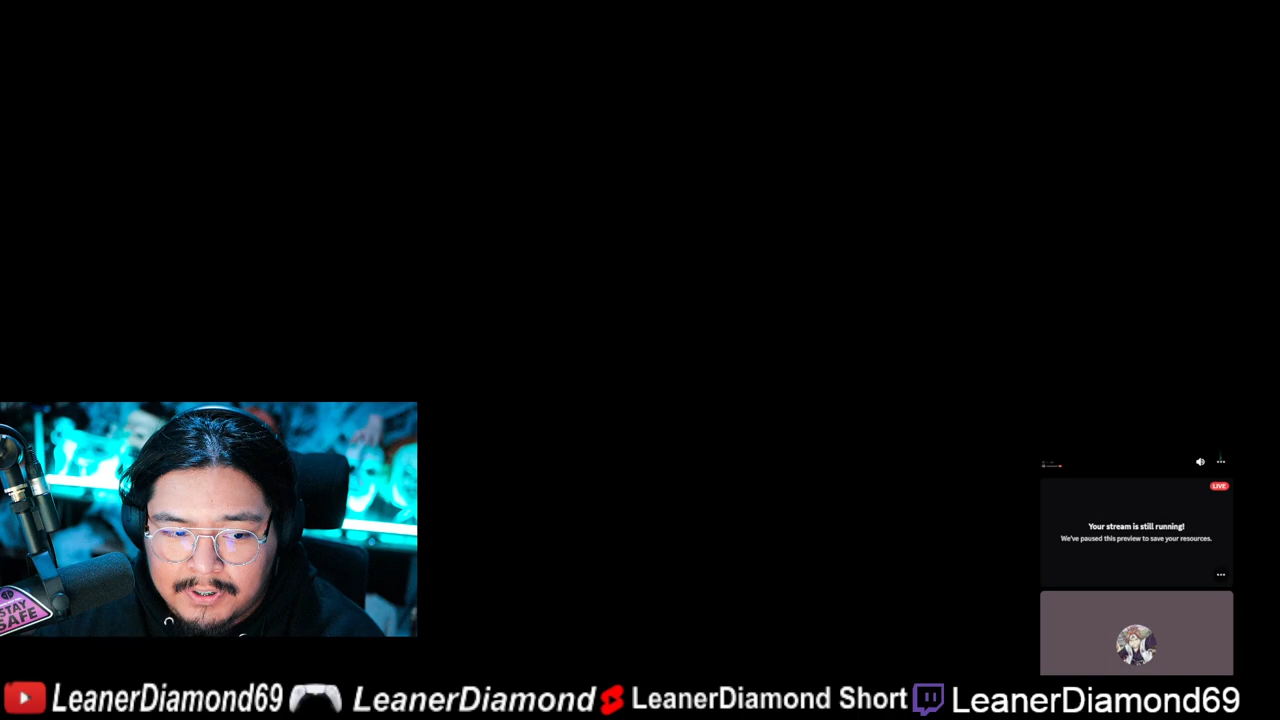 LIVE
Your stream is still running!
We've paused this preview to save your resources.
STAY
SAFE
LeanerDiamond69 LeanerDiamond LeanerDiamond Short LeanerDiamond69